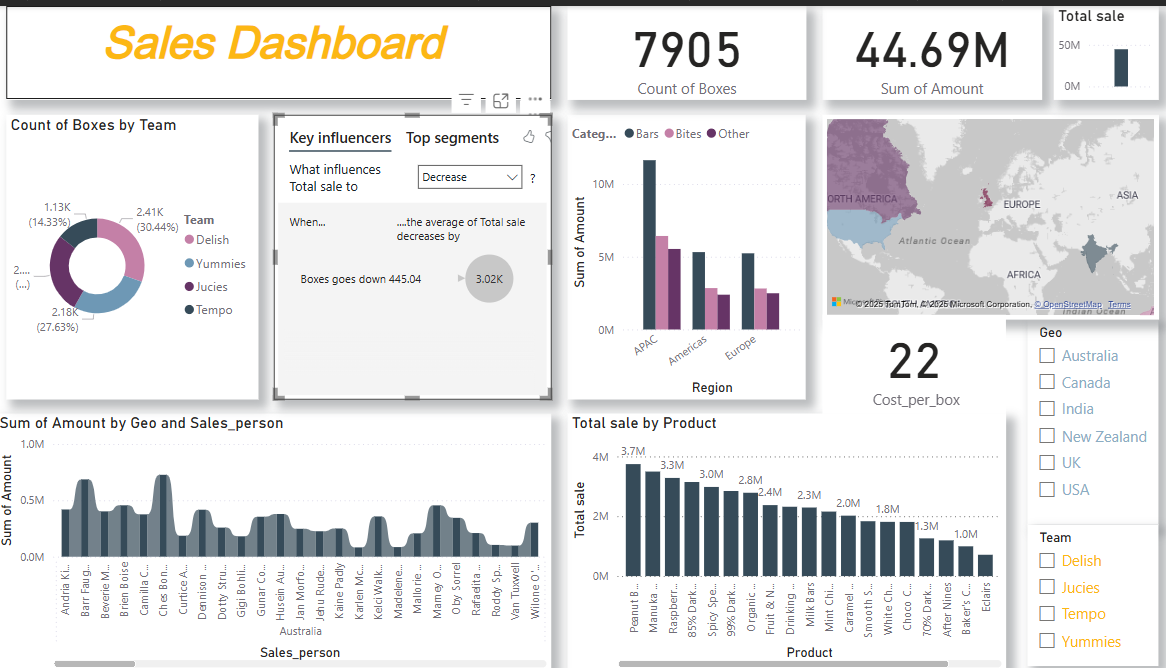 Sales Dashboard
7905
Count of Boxes
44.69M
Sum of Amount
Total sale
50M
0M
Count of Boxes by Team
1.13K
(14.33%)
2.41K
(30.44%)
2....
(...)
2.18K
(27.63%)
Team
Delish
Yummies
Jucies
Tempo
Key influencers Top segments
What influences
Total sale to
Decrease
?
When...
....the average of Total sale
decreases by
Boxes goes down 445.04
3.02K
Categ... Bars Bites Other
Sum of Amount
10M
5M
0M
APAC
Americas
Europe
Region
ORTH AMERICA
EUROPE
ASIA
Atlantic Ocean
AFRICA
Indian Ocean
© 2025 TomTom, © 2025 Microsoft Corporation, © OpenStreetMap Terms
22
Cost_per_box
Geo
Australia
Canada
India
New Zealand
UK
USA
Sum of Amount by Geo and Sales_person
Sum of Amount
1.0M
0.5M
0.0M
Andria Ki...
Barr Faug...
Beverie M...
Brien Boise
Camilla C...
Ches Bon...
Curtice A...
Dennison ...
Dotty Stru...
Gigi Bohli...
Gunar Co...
Husein Au...
Jan Morfo...
Jehu Rude...
Kaine Padly
Karlen Mc...
Kelci Walk...
Madelene...
Mallorie ...
Mamey O...
Oby Sorrel
Rafaelita ...
Roddy Sp...
Van Tuxwell
Wilone O'...
Australia
Sales_person
Total sale by Product
Total sale
4M
2M
0M
3.7M
3.3M
3.0M
2.8M
2.4M
2.3M
2.0M
1.8M
1.3M
1.0M
Peanut B...
Manuka ...
Raspberr...
85% Dark...
Spicy Spe...
99% Dark...
Organic ...
Fruit & N...
Drinking ...
Milk Bars
Mint Chi...
Caramel ...
Smooth S...
White Ch...
Choco C...
70% Dark...
After Nines
Baker's C...
Eclairs
Product
Team
Delish
Jucies
Tempo
Yummies